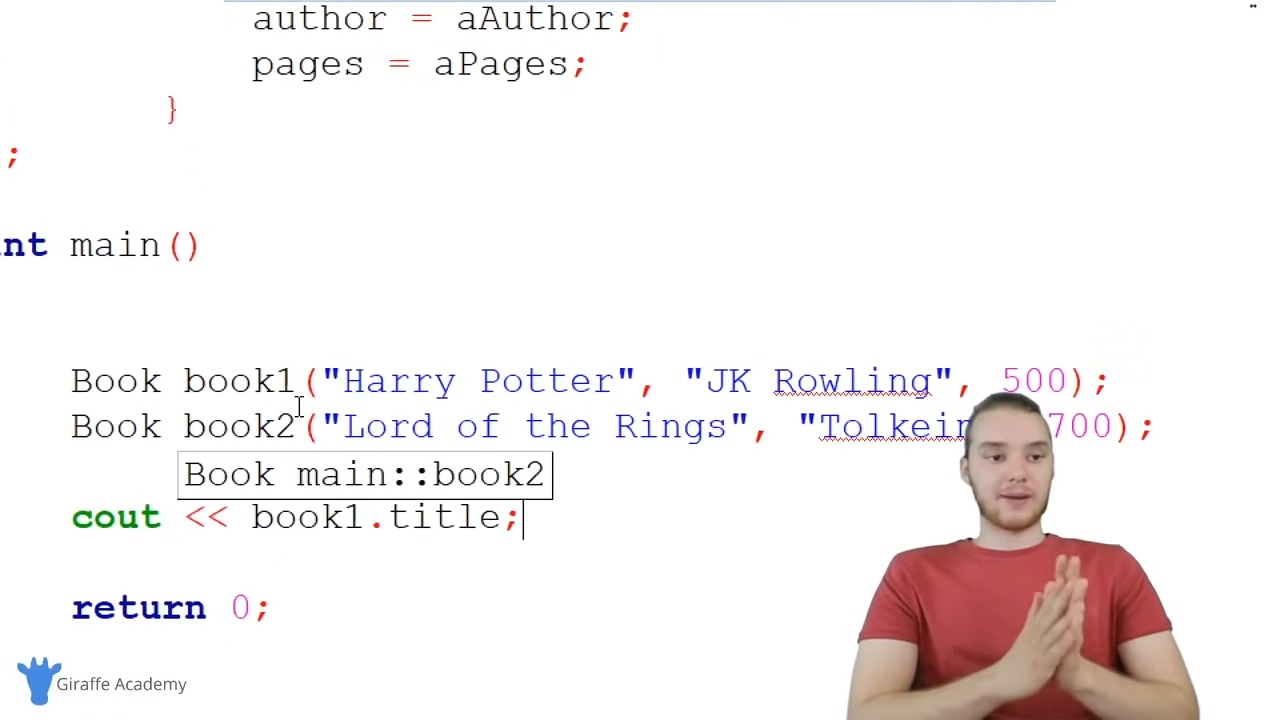 author = aAuthor;
pages = aPages;
}
;
nt main()
Book book1("Harry Potter", "JK Rowling", 500);
Book book2("Lord of the Rings", "Tolkein 700);
Book main::book2
cout << book1.title;
return 0;
Giraffe Academy